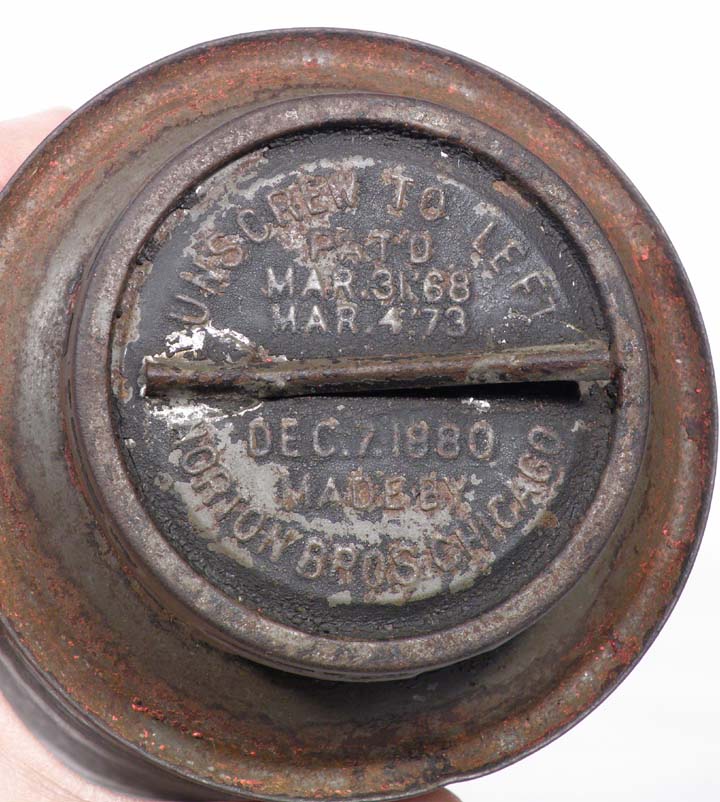 UNSCREW TO LEFT
PAT'D
MAR.31.'68
MAR.4.'73
DEC.7.1880
MADE BY
NORTON BROS. CHICAGO